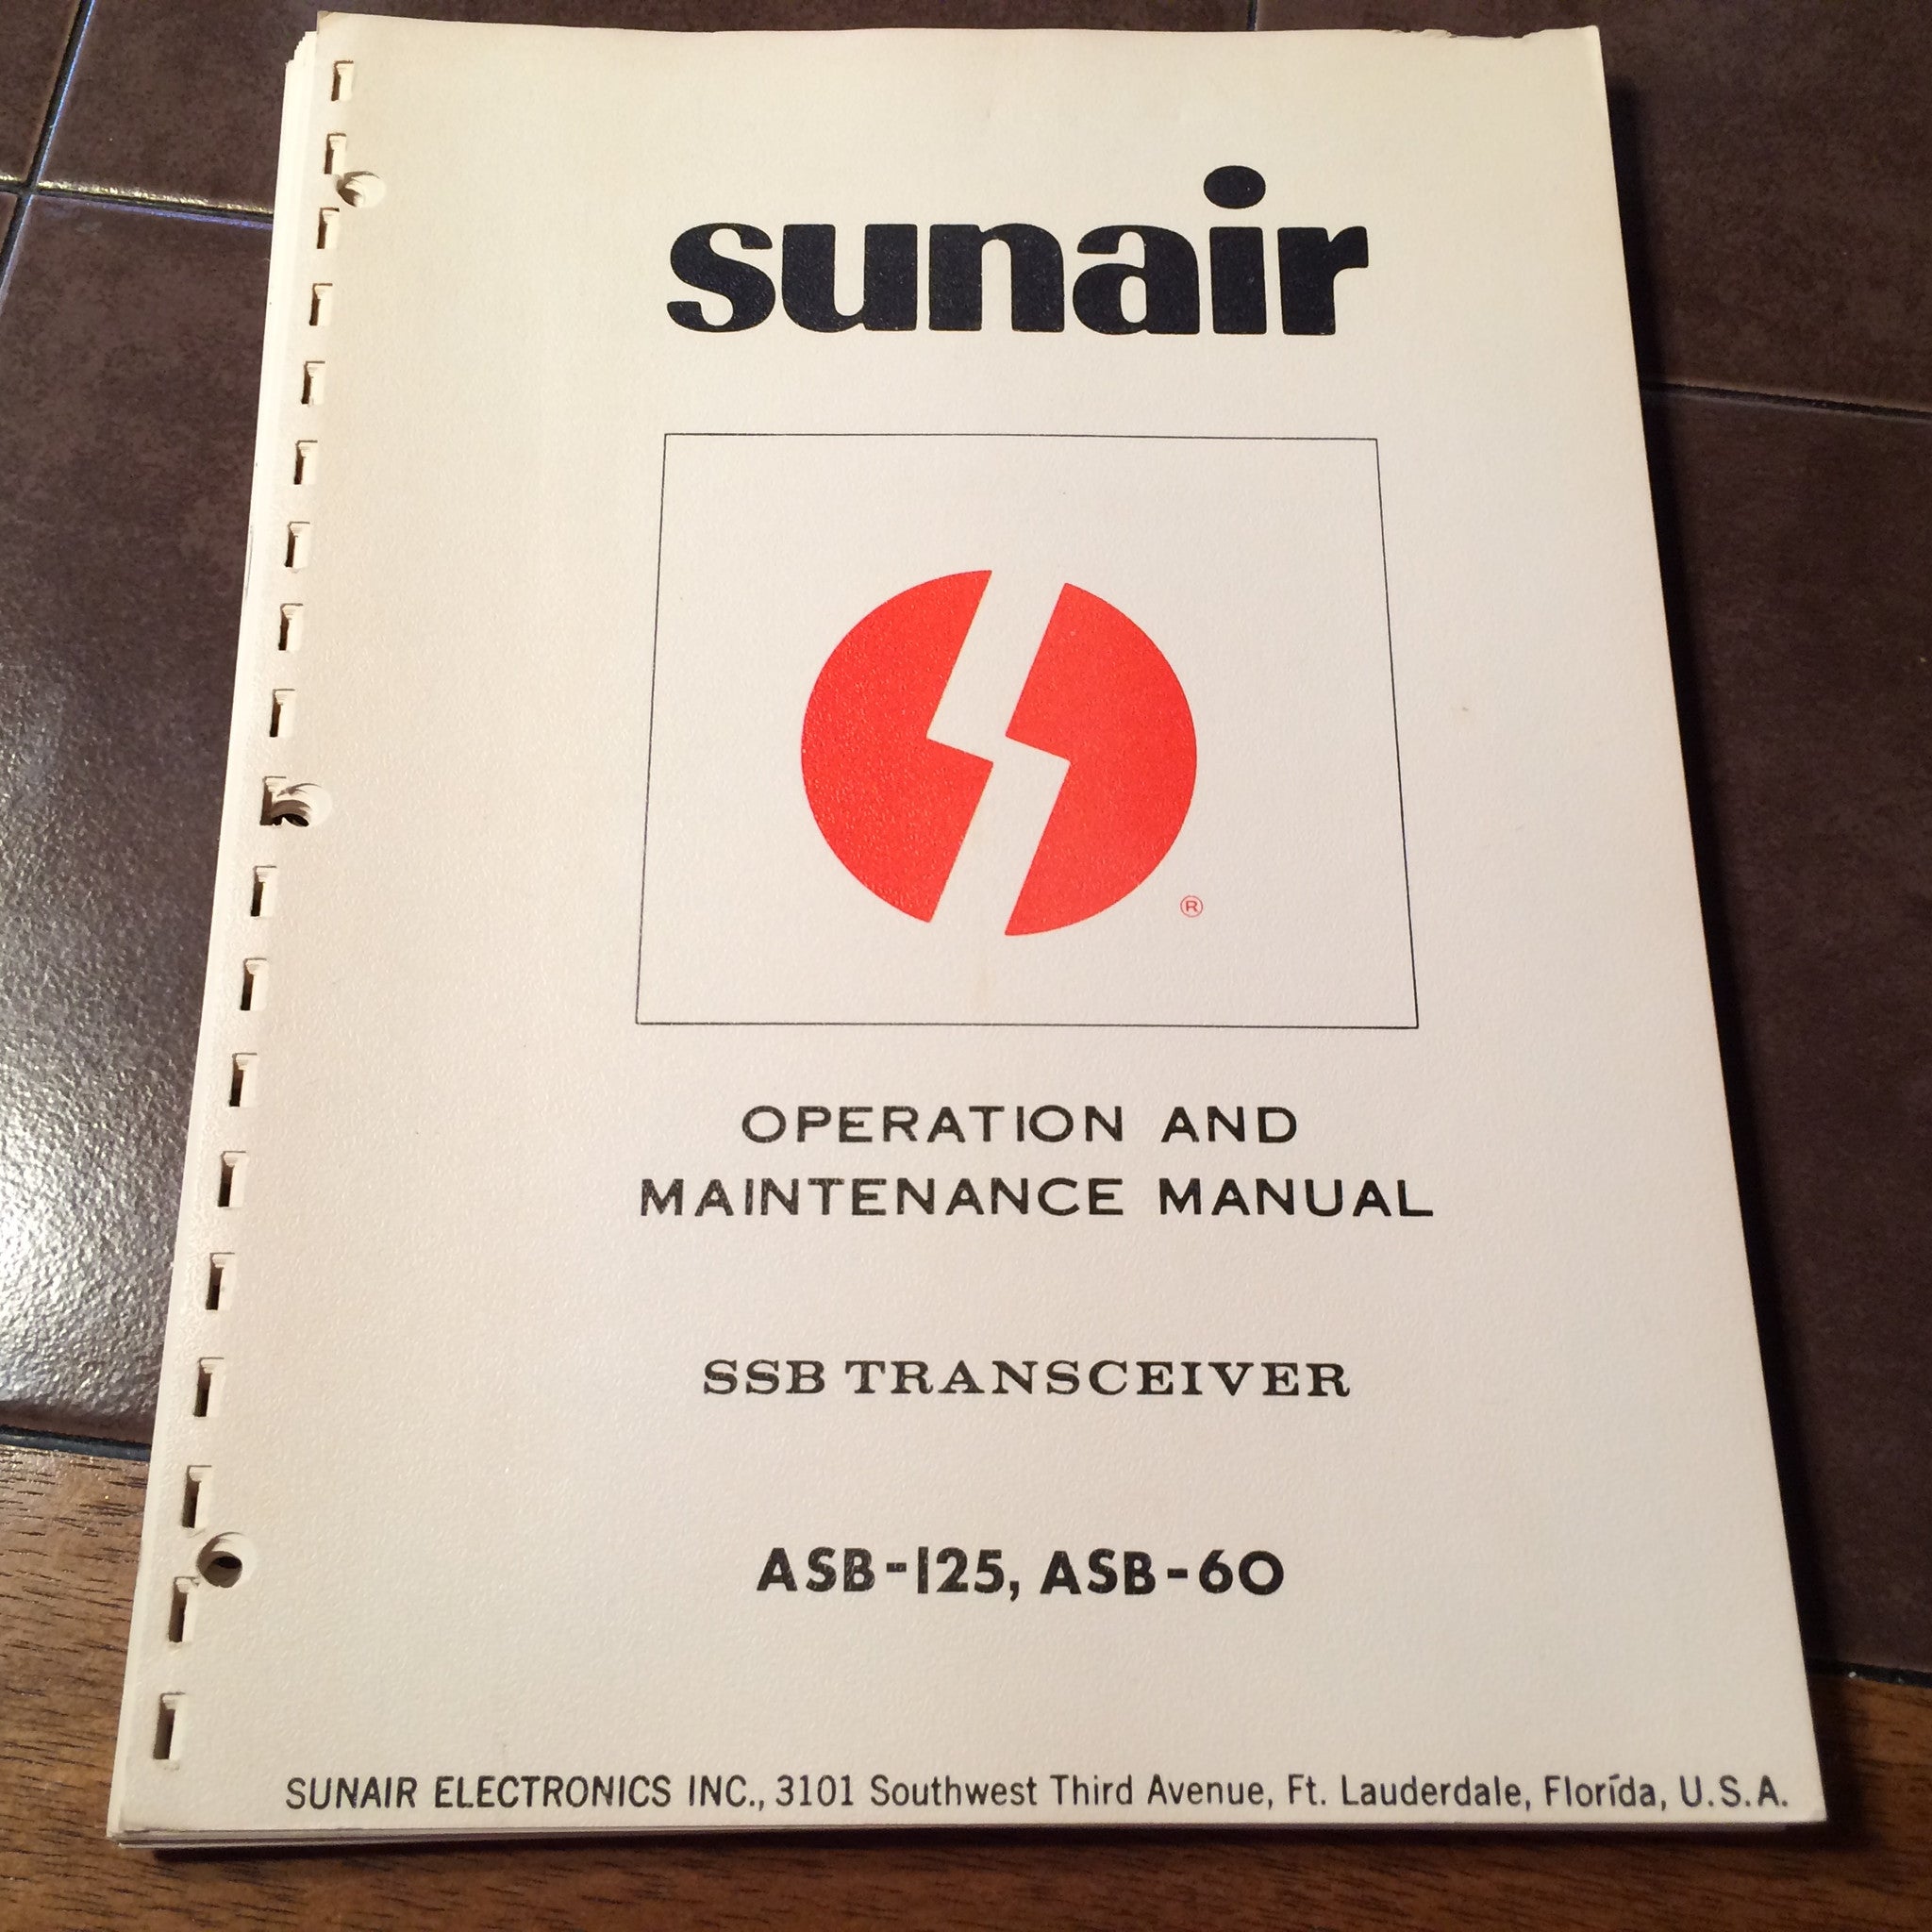 sunair
®
OPERATION AND
MAINTENANCE MANUAL
SSB TRANSCEIVER
ASB-125, ASB-60
SUNAIR ELECTRONICS INC., 3101 Southwest Third Avenue, Ft. Lauderdale, Florida, U.S.A.